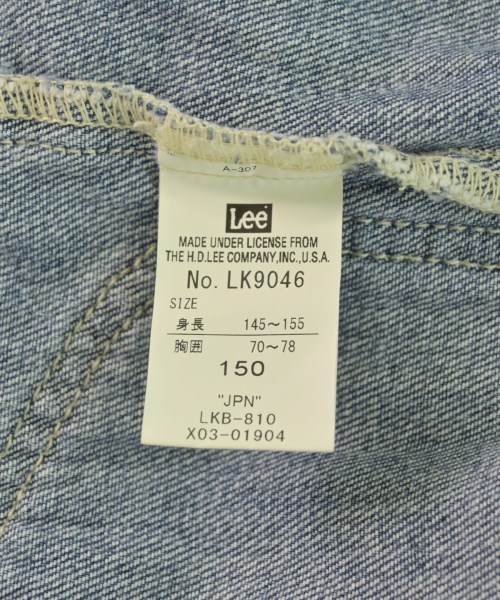 A-307
Lee
MADE UNDER LICENSE FROM
THE H.D.LEE COMPANY,INC.,U.S.A.
No. LK9046
SIZE
身長 145～155
胸囲 70～78
150
"JPN"
LKB-810
X03-01904